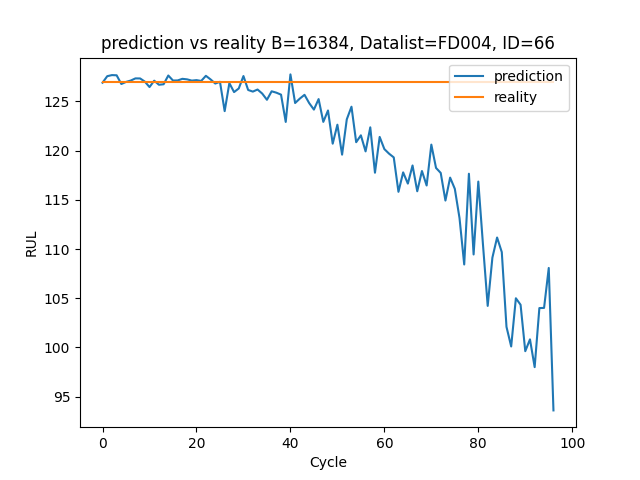 prediction vs reality B=16384, Datalist=FD004, ID=66
prediction
reality
125
120
115
110
105
100
95
RUL
0 20 40 60 80 100
Cycle